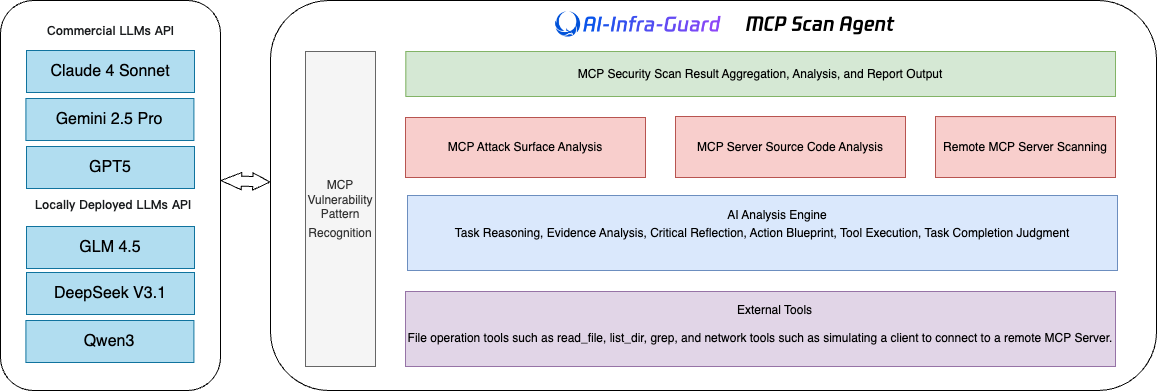 Commercial LLMs API
Claude 4 Sonnet
Gemini 2.5 Pro
GPT5
Locally Deployed LLMs API
GLM 4.5
DeepSeek V3.1
Qwen3
AI-Infra-Guard MCP Scan Agent
MCP
Vulnerability
Pattern
Recognition
MCP Security Scan Result Aggregation, Analysis, and Report Output
MCP Attack Surface Analysis
MCP Server Source Code Analysis
Remote MCP Server Scanning
AI Analysis Engine
Task Reasoning, Evidence Analysis, Critical Reflection, Action Blueprint, Tool Execution, Task Completion Judgment
External Tools
File operation tools such as read_file, list_dir, grep, and network tools such as simulating a client to connect to a remote MCP Server.